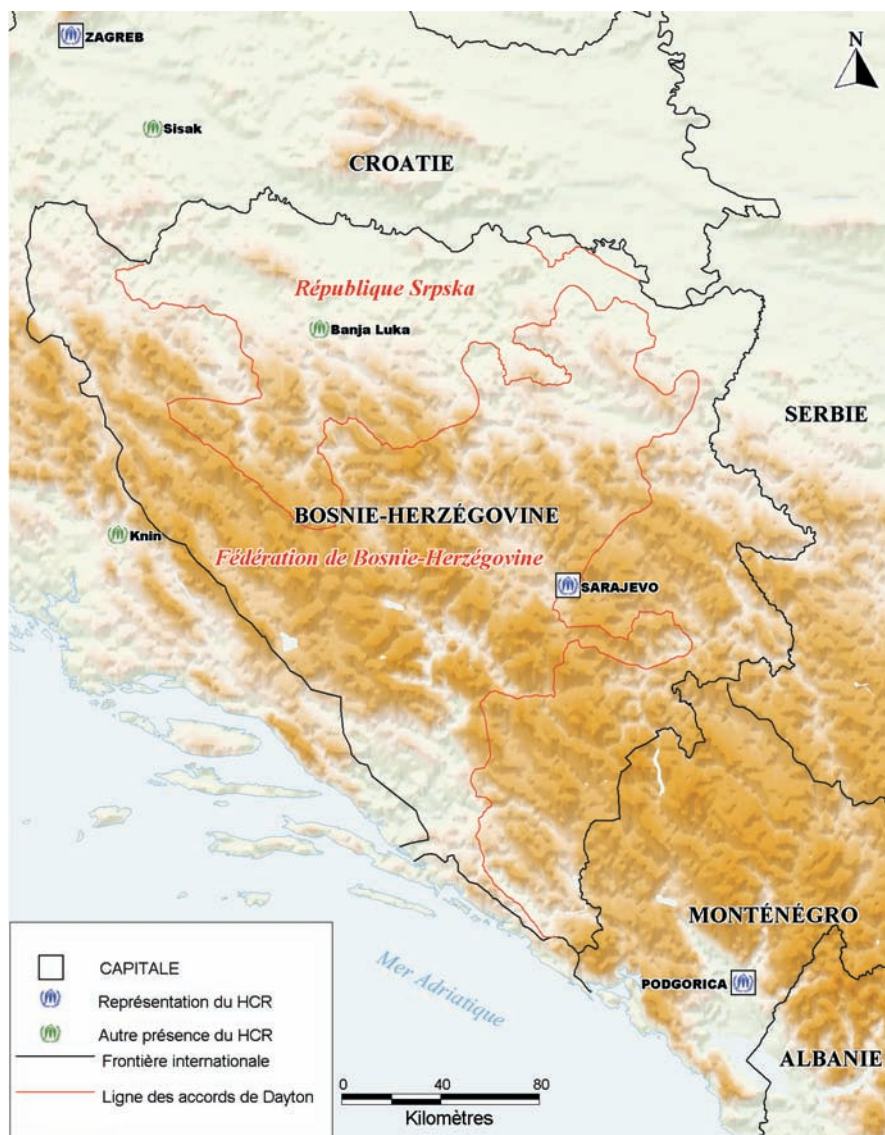 ZAGREB
N
Sisak
CROATIE
République Srpska
Banja Luka
SERBIE
BOSNIE-HERZÉGOVINE
Knin
Fédération de Bosnie-Herzégovine
SARAJEVO
MONTÉNÉGRO
PODGORICA
Mer Adriatique
ALBANIE
CAPITALE
Représentation du HCR
Autre présence du HCR
Frontière internationale
Ligne des accords de Dayton
0 40 80
Kilomètres